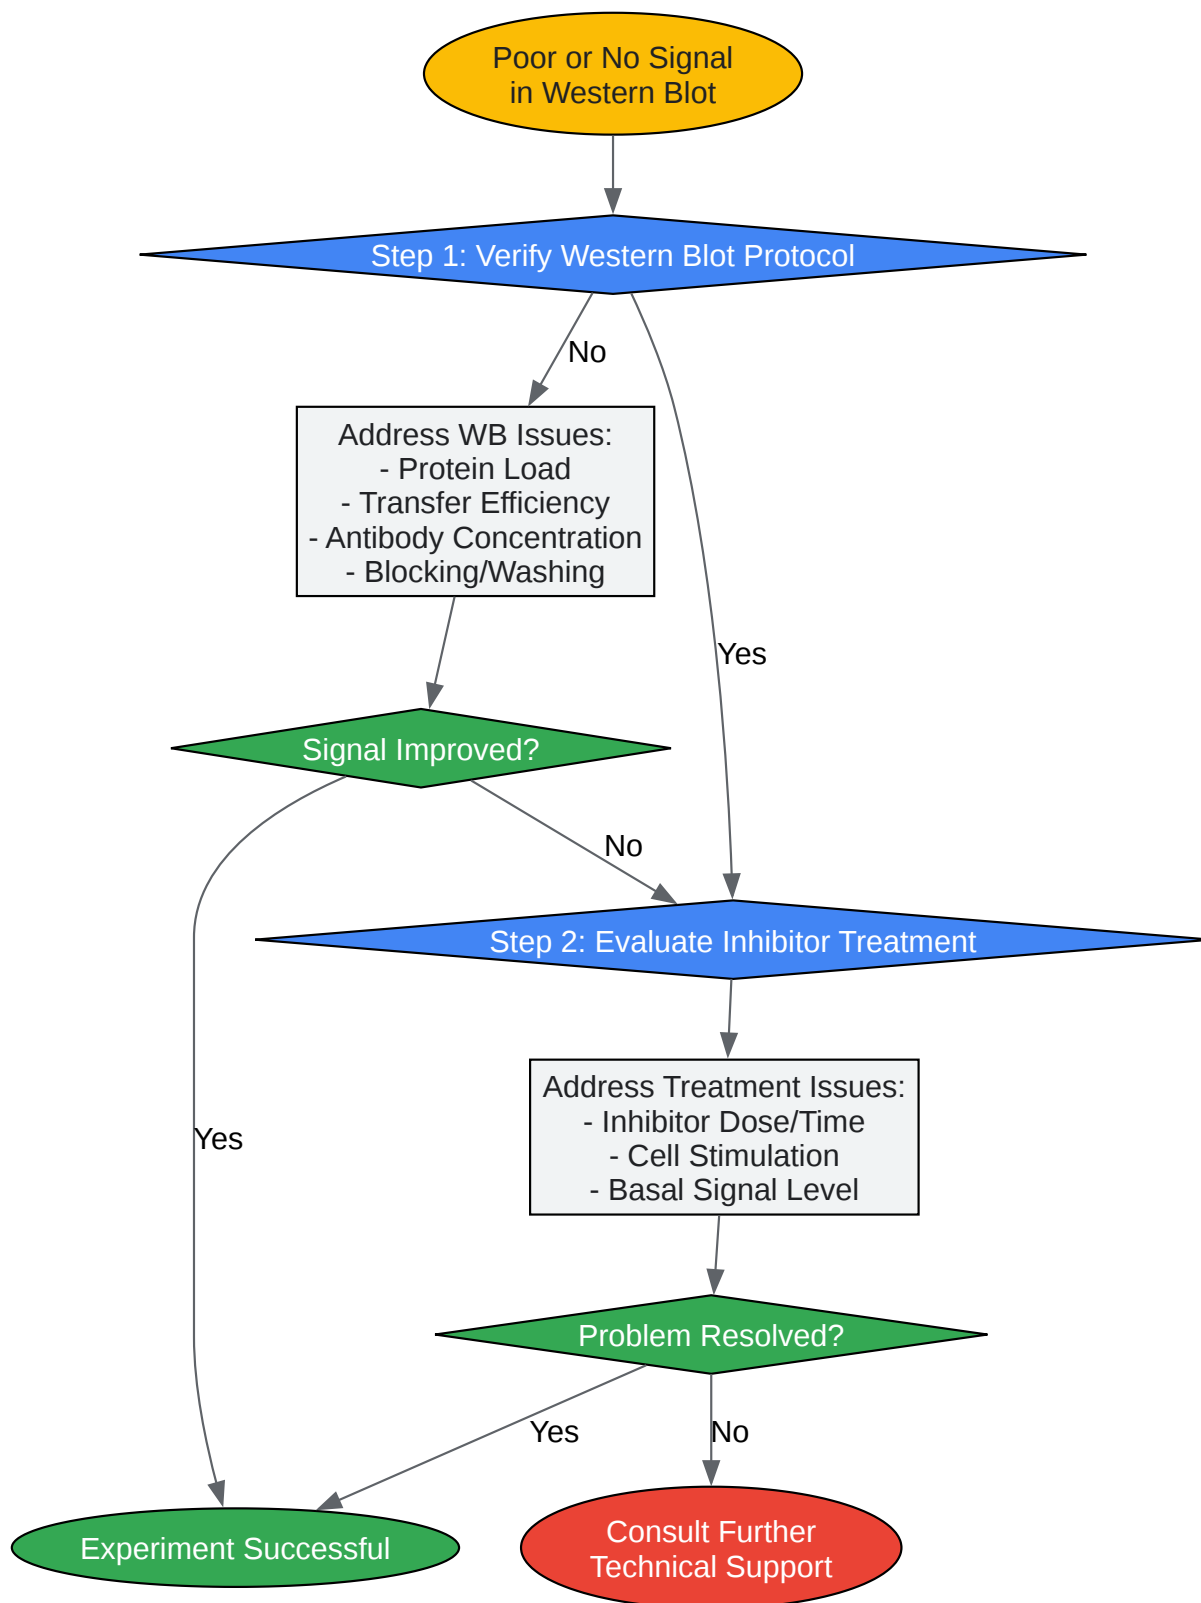 Poor or No Signal
in Western Blot
Step 1: Verify Western Blot Protocol
No
Address WB Issues:
- Protein Load
- Transfer Efficiency
- Antibody Concentration
- Blocking/Washing
Yes
Signal Improved?
No
Step 2: Evaluate Inhibitor Treatment
Address Treatment Issues:
- Inhibitor Dose/Time
- Cell Stimulation
- Basal Signal Level
Yes
Problem Resolved?
Yes
No
Experiment Successful
Consult Further
Technical Support